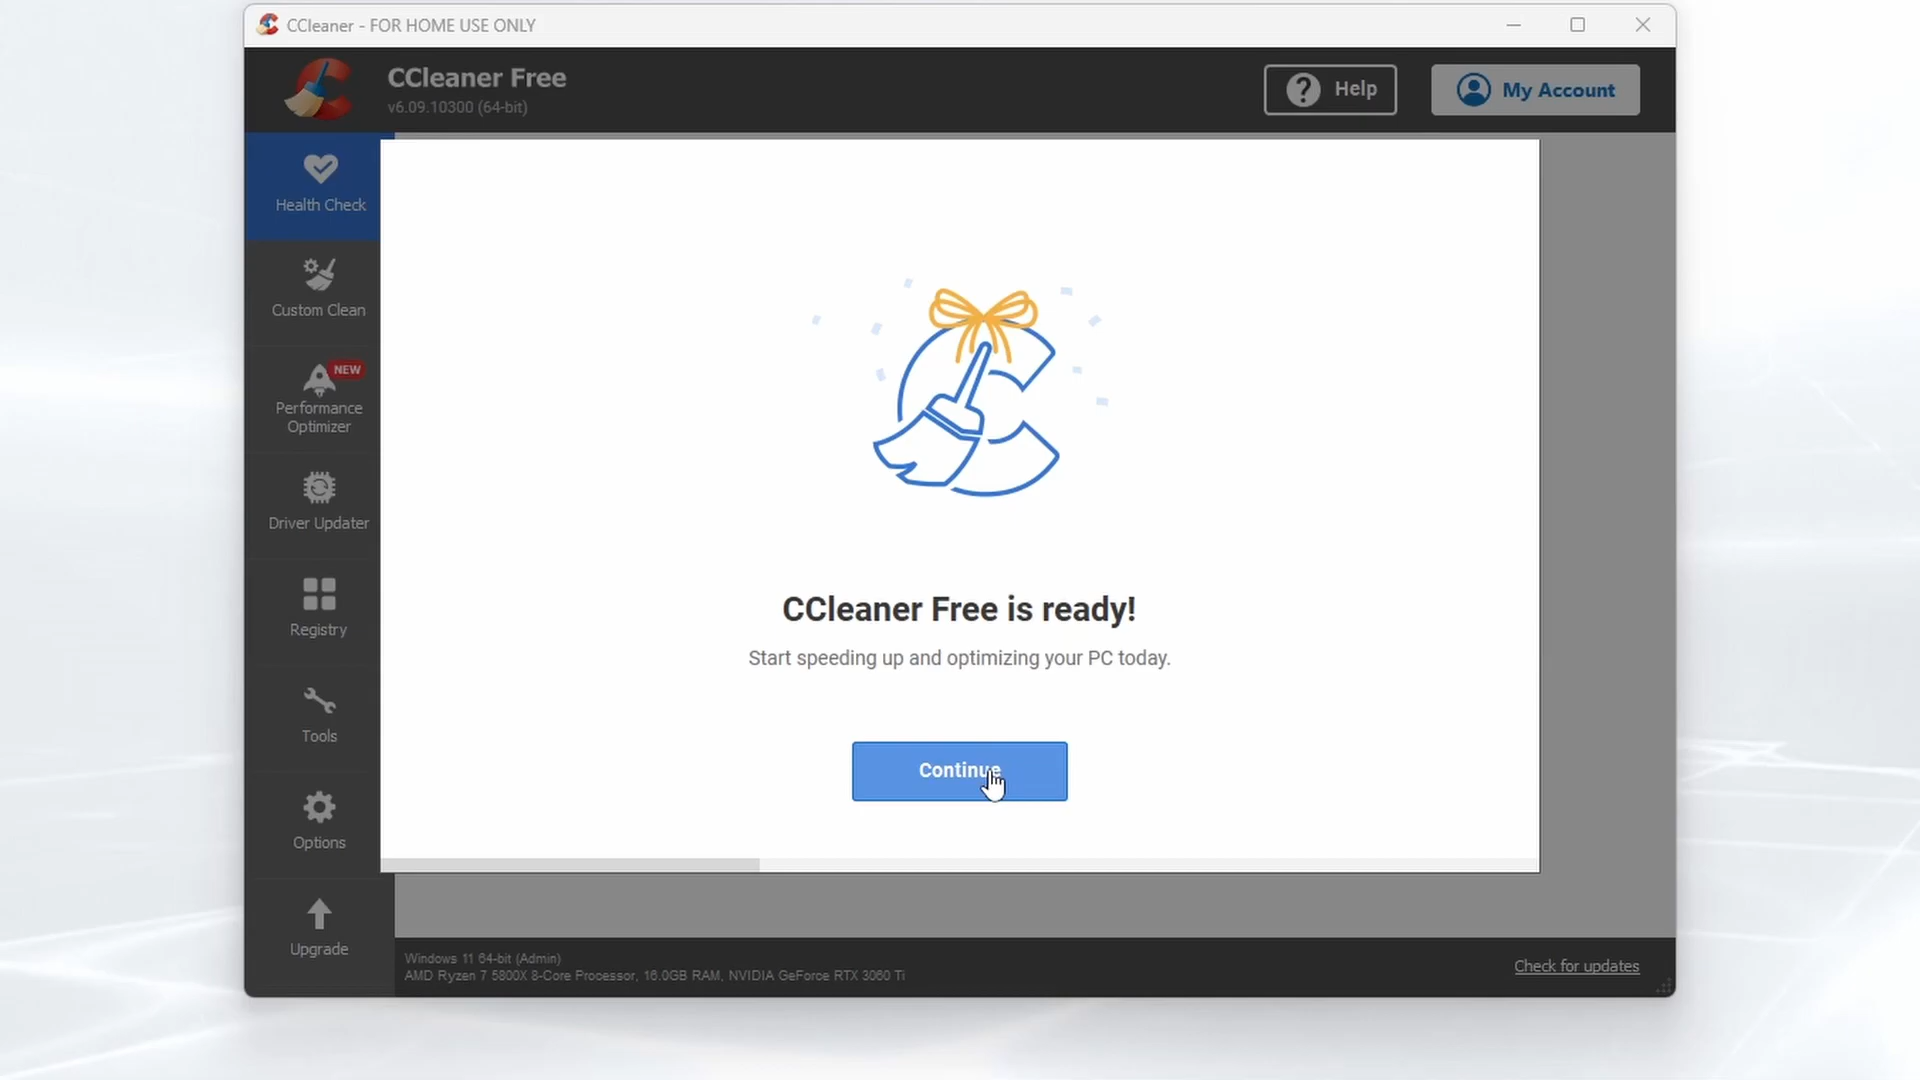 CCleaner - FOR HOME USE ONLY
CCleaner Free
v6.09.10300 (64-bit)
Help
My Account
Health Check
Custom Clean
NEW
Performance
Optimizer
Driver Updater
Registry
Tools
Options
Upgrade
CCleaner Free is ready!
Start speeding up and optimizing your PC today.
Continue
Windows 11 64-bit (Admin)
AMD Ryzen 7 5800X 8-Core Processor, 16.0GB RAM, NVIDIA GeForce RTX 3060 Ti
Check for updates